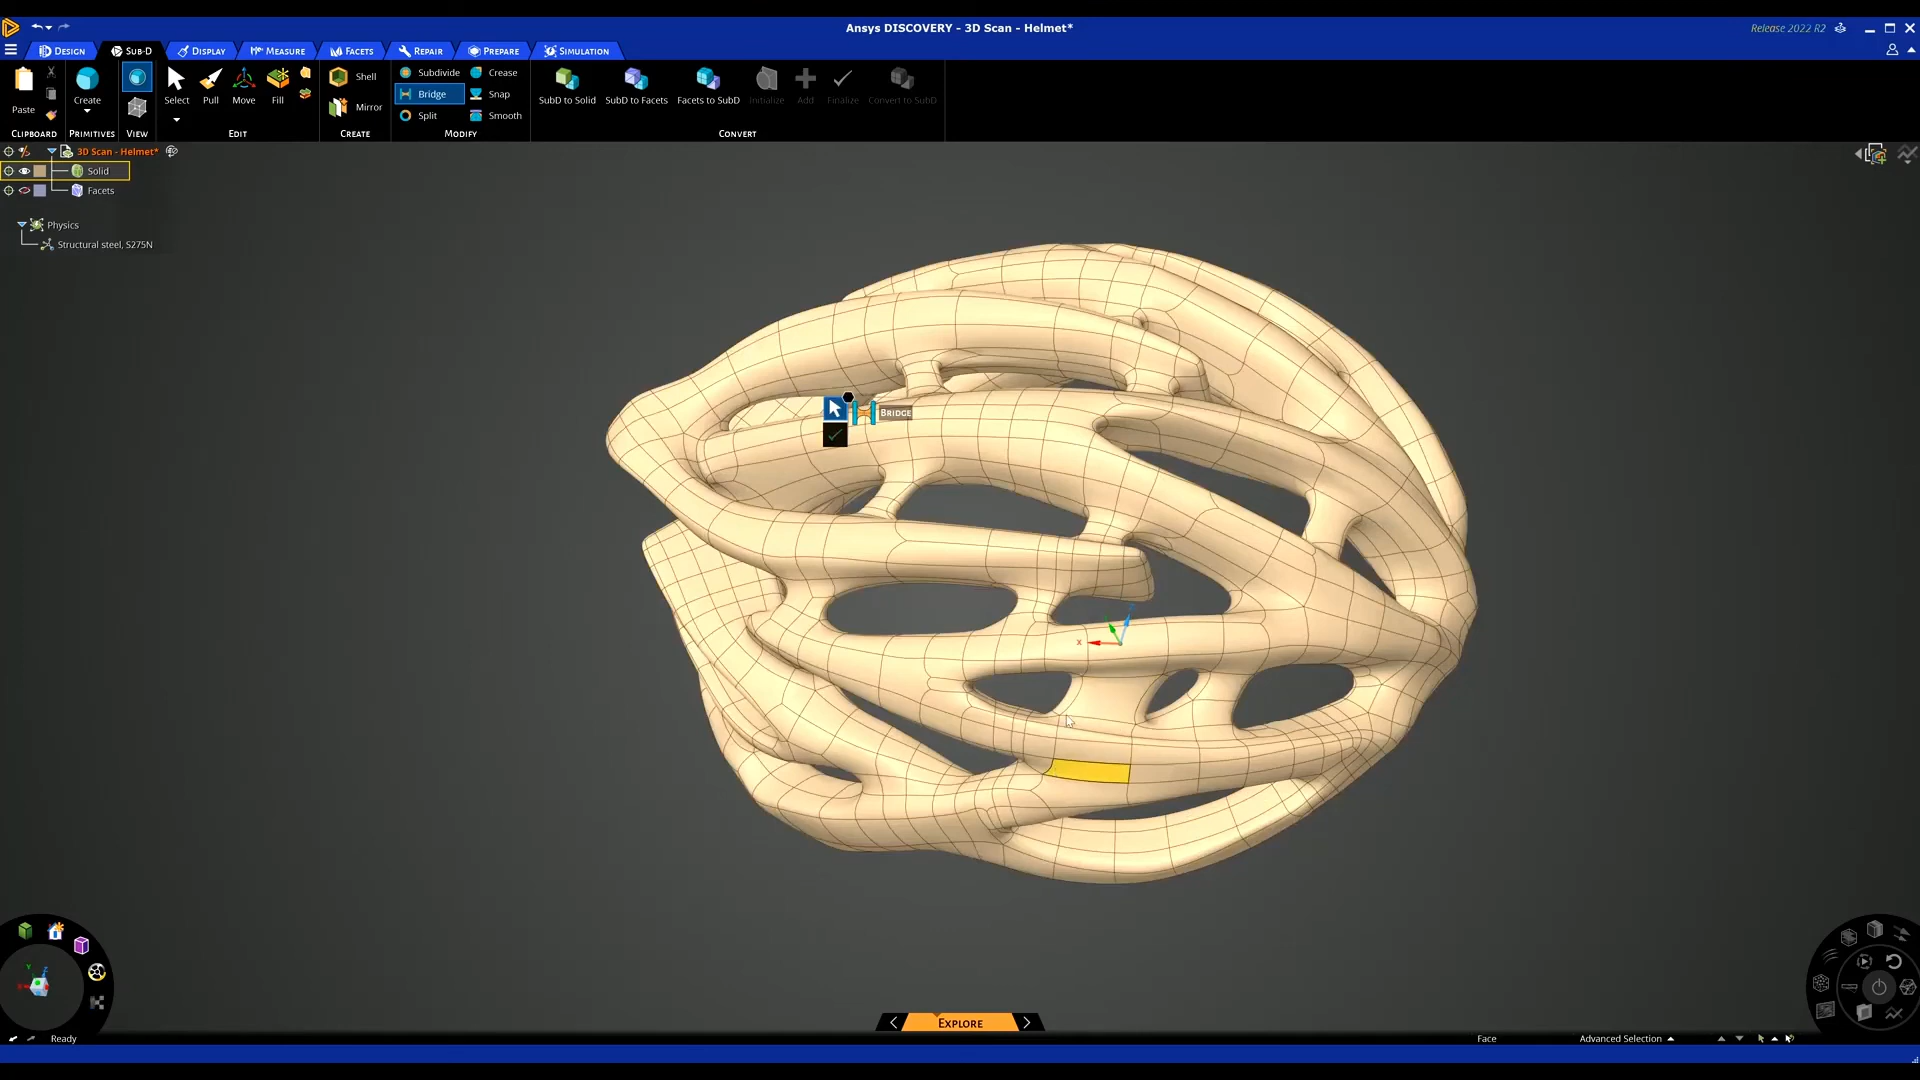 Ansys DISCOVERY - 3D Scan - Helmet*
Release 2022 R2
DESIGN
SUB-D
DISPLAY
MEASURE
FACETS
REPAIR
PREPARE
SIMULATION
Paste
Create
Select
Pull
Move
Fill
Shell
Mirror
Subdivide
Bridge
Split
Crease
Snap
Smooth
SubD to Solid
SubD to Facets
Facets to SubD
Initialize
Add
Finalize
Convert to SubD
CLIPBOARD
PRIMITIVES
VIEW
EDIT
CREATE
MODIFY
CONVERT
3D Scan - Helmet*
Solid
Facets
Physics
Structural steel, S275N
BRIDGE
X
Z
EXPLORE
Ready
Face
Advanced Selection